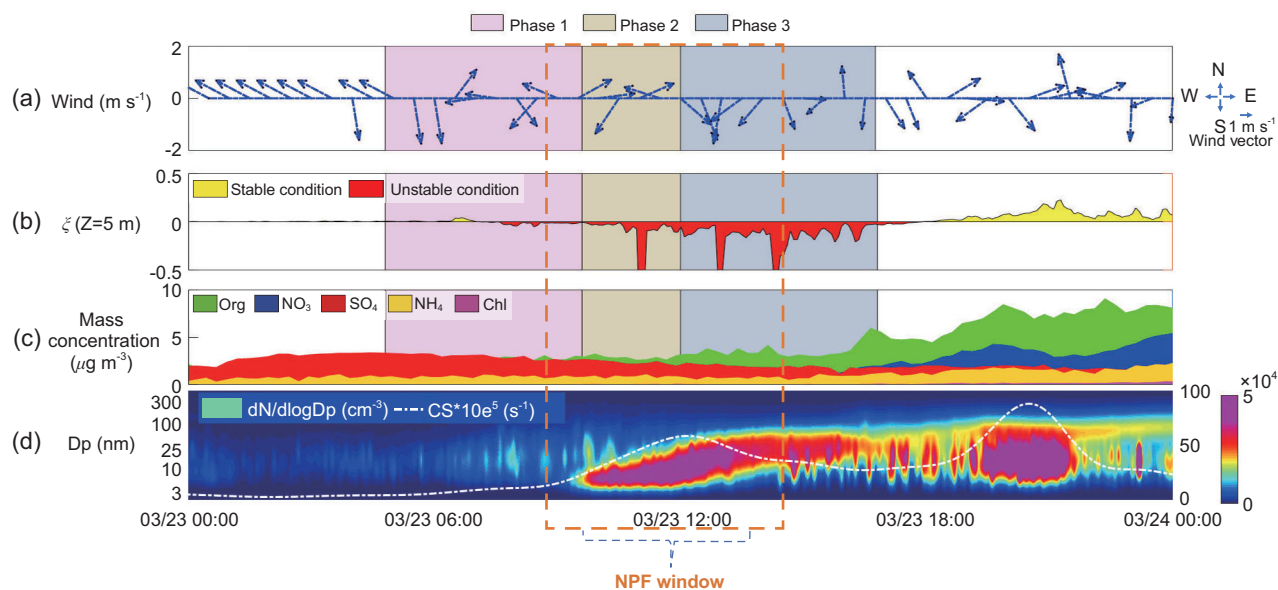 Phase 1 Phase 2 Phase 3
(a) Wind (m s⁻¹)
2
0
-2
N
W E
S 1 m s⁻¹
Wind vector
(b) ξ (Z=5 m)
0.5
0
-0.5
Stable condition Unstable condition
(c) Mass
concentration
(μg m⁻³)
10
5
0
Org NO₃ SO₄ NH₄ Chl
(d) Dp (nm)
300
100
25
10
3
dN/dlogDp (cm⁻³) CS*10e⁵ (s⁻¹)
100
50
0
×10⁴
5
4
3
2
1
0
03/23 00:00 03/23 06:00 03/23 12:00 03/23 18:00 03/24 00:00
NPF window